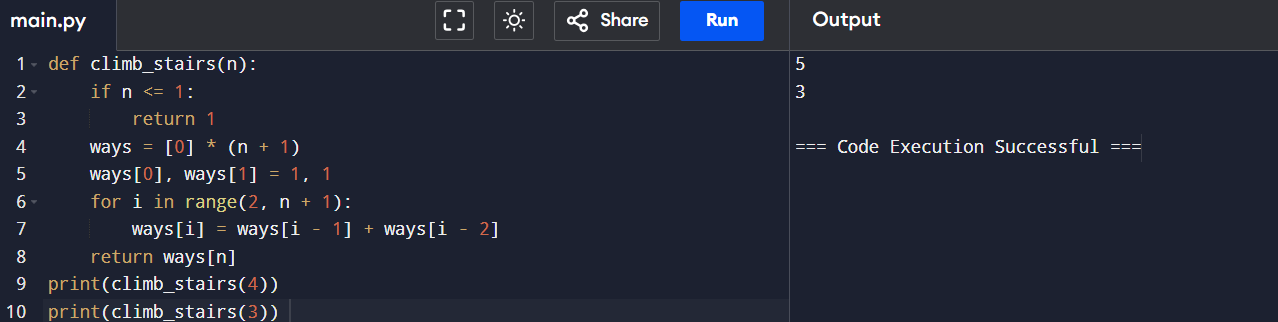 main.py
Share
Run
Output
1 def climb_stairs(n):
2     if n <= 1:
3         return 1
4     ways = [0] * (n + 1)
5     ways[0], ways[1] = 1, 1
6     for i in range(2, n + 1):
7         ways[i] = ways[i - 1] + ways[i - 2]
8     return ways[n]
9 print(climb_stairs(4))
10 print(climb_stairs(3))
5
3
=== Code Execution Successful ===